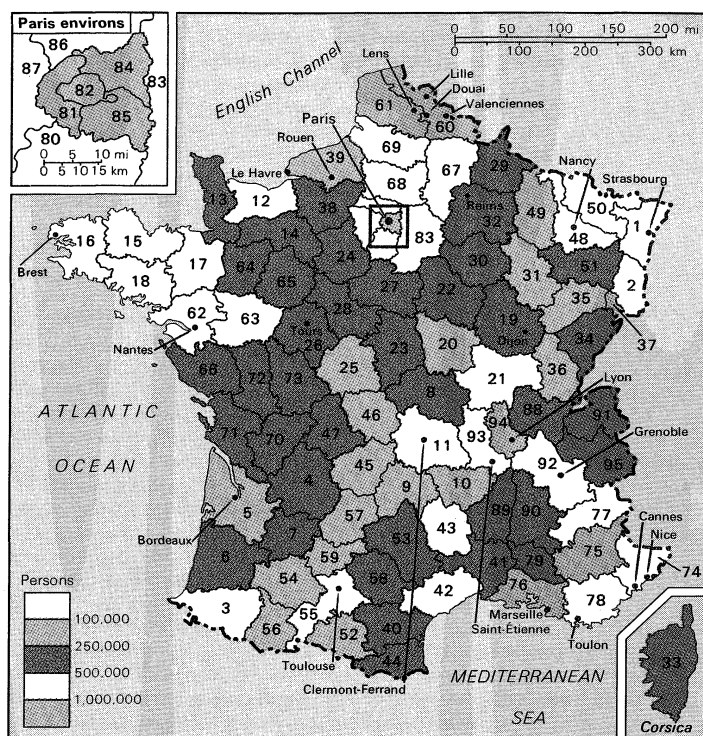 Paris environs
86
87
84
83
82
81
85
80
0 5 10 mi
0 5 10 15 km
0 50 100 150 200 mi
0 100 200 300 km
English Channel
Lens
Lille
Douai
Valenciennes
61
60
Paris
Rouen
39
69
67
29
Le Havre
Nancy
Strasbourg
13
12
38
68
Reims
32
49
50
1
48
16
15
14
83
Brest
17
64
24
30
31
51
2
18
65
27
22
35
62
63
28
19
37
Nantes
Tours
26
23
20
Dijon
34
66
72
73
25
21
36
8
Lyon
ATLANTIC
OCEAN
71
70
47
46
11
93
94
88
91
Grenoble
92
95
4
45
9
10
5
57
89
90
77
Cannes
Nice
Bordeaux
7
53
43
75
74
6
59
58
41
79
54
76
Persons
100,000
250,000
500,000
1,000,000
3
55
42
Marseille
78
56
52
40
Saint-Étienne
Toulon
Toulouse
44
Clermont-Ferrand
MEDITERRANEAN
SEA
33
Corsica